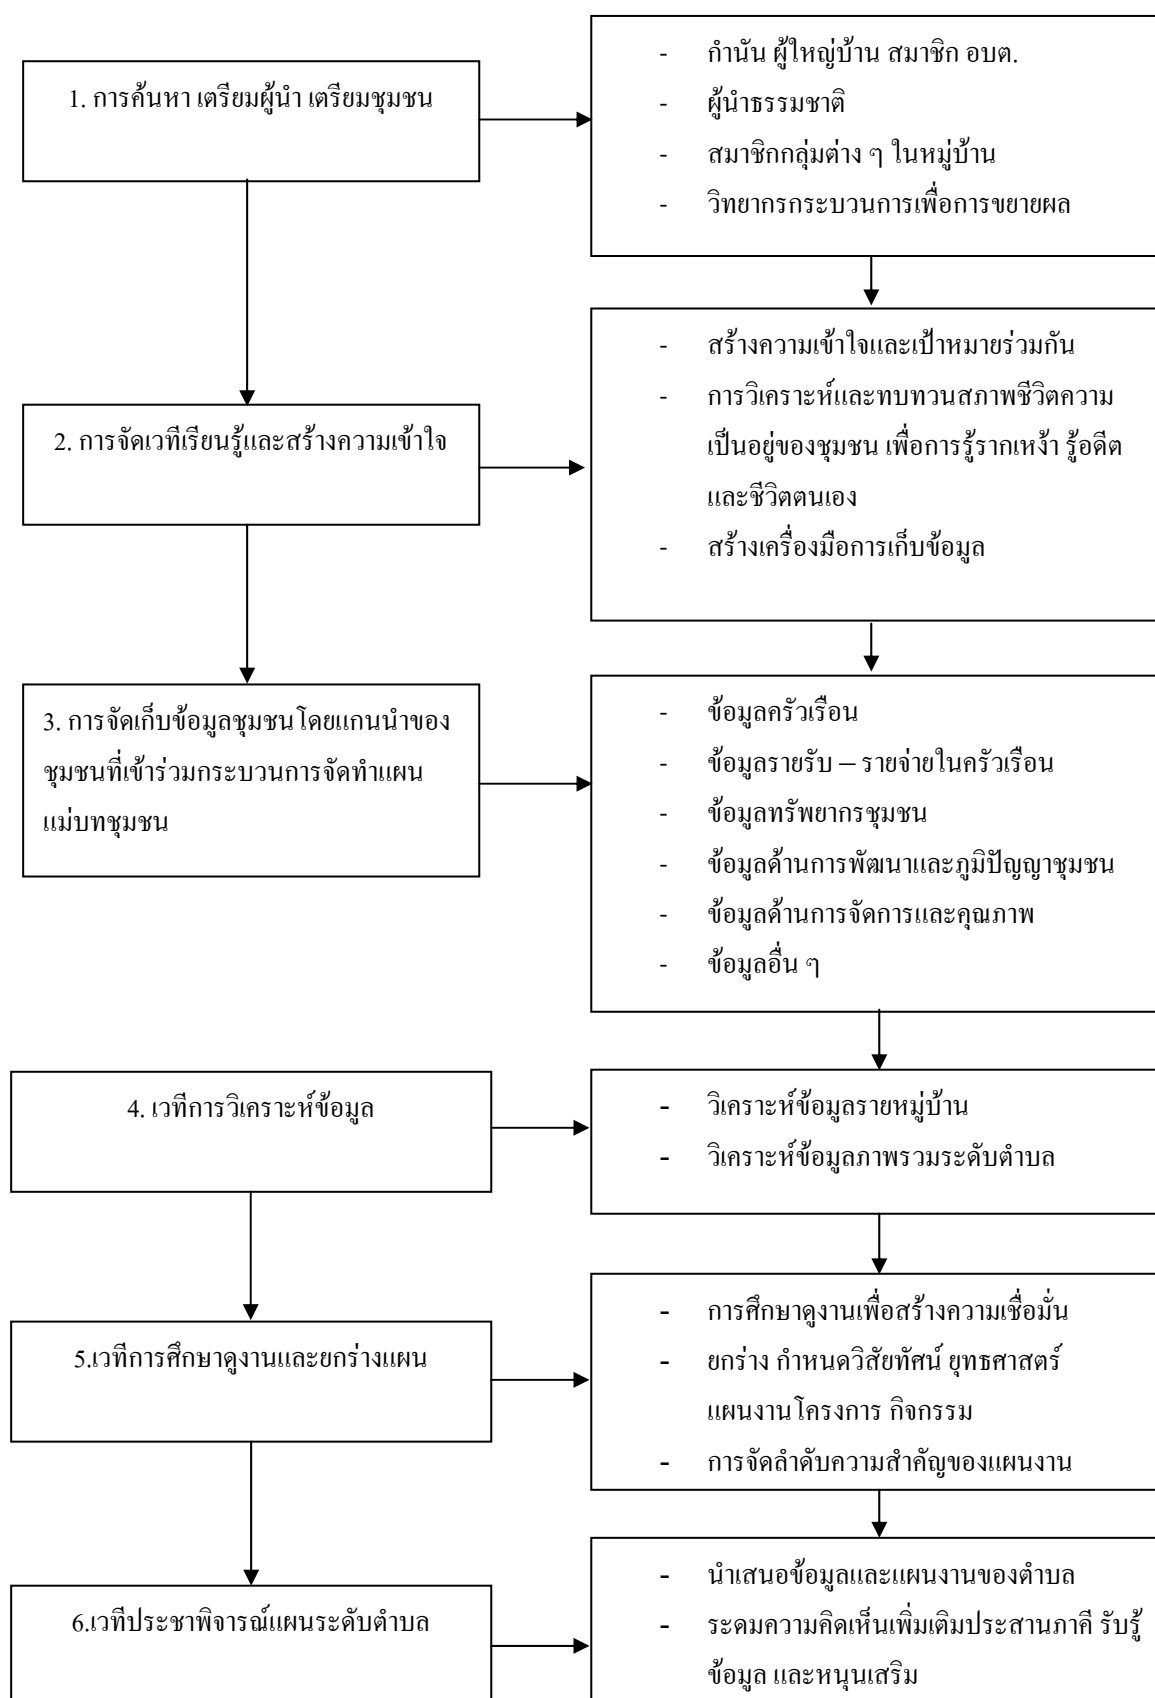 1. การค้นหา เตรียมผู้นำ เตรียมชุมชน
- กำนัน ผู้ใหญ่บ้าน สมาชิก อบต.
- ผู้นำธรรมชาติ
- สมาชิกกลุ่มต่าง ๆ ในหมู่บ้าน
- วิทยากรกระบวนการเพื่อการขยายผล
2. การจัดเวทีเรียนรู้และสร้างความเข้าใจ
- สร้างความเข้าใจและเป้าหมายร่วมกัน
- การวิเคราะห์และทบทวนสภาพชีวิตความ
เป็นอยู่ของชุมชน เพื่อการรู้รากเหง้า รู้อดีต
และชีวิตตนเอง
- สร้างเครื่องมือการเก็บข้อมูล
3. การจัดเก็บข้อมูลชุมชน โดยแกนนำของ
ชุมชนที่เข้าร่วมกระบวนการจัดทำแผน
แม่บทชุมชน
- ข้อมูลครัวเรือน
- ข้อมูลรายรับ – รายจ่ายในครัวเรือน
- ข้อมูลทรัพยากรชุมชน
- ข้อมูลด้านการพัฒนาและภูมิปัญญาชุมชน
- ข้อมูลด้านการจัดการและคุณภาพ
- ข้อมูลอื่น ๆ
4. เวทีการวิเคราะห์ข้อมูล
- วิเคราะห์ข้อมูลรายหมู่บ้าน
- วิเคราะห์ข้อมูลภาพรวมระดับตำบล
5.เวทีการศึกษาดูงานและยกร่างแผน
- การศึกษาดูงานเพื่อสร้างความเชื่อมั่น
- ยกร่าง กำหนดวิสัยทัศน์ ยุทธศาสตร์
แผนงานโครงการ กิจกรรม
- การจัดลำดับความสำคัญของแผนงาน
6.เวทีประชาพิจารณ์แผนระดับตำบล
- นำเสนอข้อมูลและแผนงานของตำบล
- ระดมความคิดเห็นเพิ่มเติมประสานภาคี รับรู้
ข้อมูล และหนุนเสริม